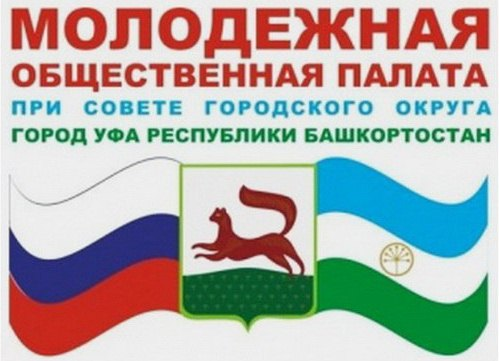 МОЛОДЕЖНАЯ
ОБЩЕСТВЕННАЯ ПАЛАТА
ПРИ СОВЕТЕ ГОРОДСКОГО ОКРУГА
ГОРОД УФА РЕСПУБЛИКИ БАШКОРТОСТАН